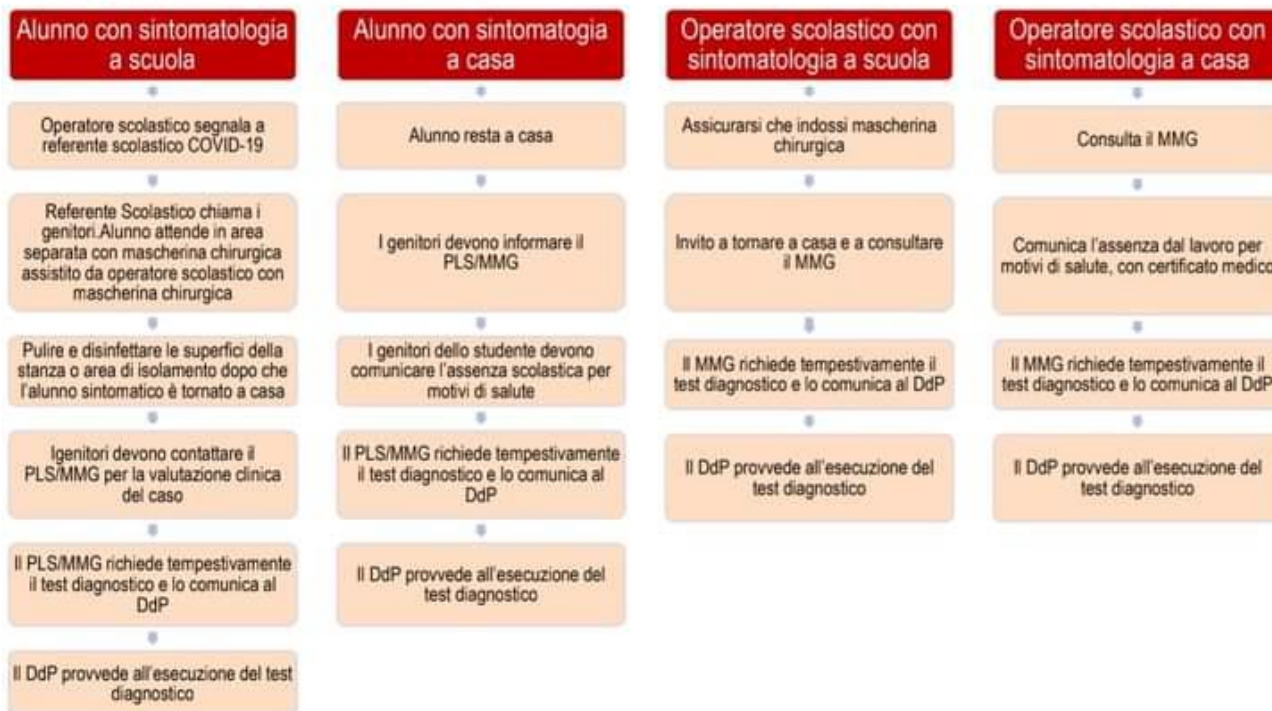 Alunno con sintomatologia
a scuola
Operatore scolastico segnala a
referente scolastico COVID-19
Referente Scolastico chiama i
genitori.Alunno attende in area
separata con mascherina chirurgica
assistito da operatore scolastico con
mascherina chirurgica
Pulire e disinfettare le superfici della
stanza o area di isolamento dopo che
l'alunno sintomatico è tornato a casa
Igenitori devono contattare il
PLS/MMG per la valutazione clinica
del caso
Il PLS/MMG richiede tempestivamente
il test diagnostico e lo comunica al
DdP
Il DdP provvede all'esecuzione del test
diagnostico
Alunno con sintomatogia
a casa
Alunno resta a casa
I genitori devono informare il
PLS/MMG
I genitori dello studente devono
comunicare l'assenza scolastica per
motivi di salute
Il PLS/MMG richiede tempestivamente
il test diagnostico e lo comunica al
DdP
Il DdP provvede all'esecuzione del
test diagnostico
Operatore scolastico con
sintomatologia a scuola
Assicurarsi che indossi mascherina
chirurgica
Invito a tornare a casa e a consultare
il MMG
Il MMG richiede tempestivamente il
test diagnostico e lo comunica al DdP
Il DdP provvede all'esecuzione del
test diagnostico
Operatore scolastico con
sintomatologia a casa
Consulta il MMG
Comunica l'assenza dal lavoro per
motivi di salute, con certificato medico
Il MMG richiede tempestivamente il
test diagnostico e lo comunica al DdP
Il DdP provvede all'esecuzione del
test diagnostico